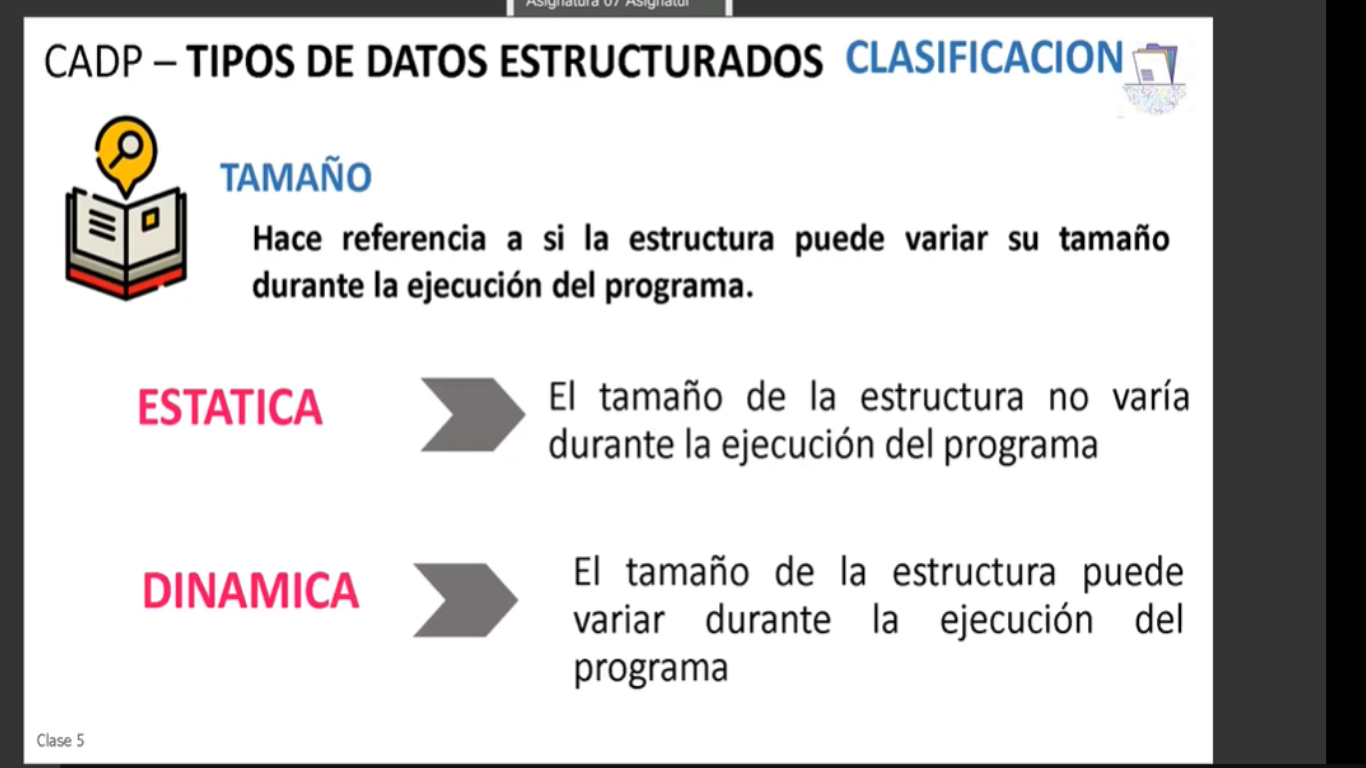 Asignatura 07 Asignatur
CADP – TIPOS DE DATOS ESTRUCTURADOS CLASIFICACION
TAMAÑO
Hace referencia a si la estructura puede variar su tamaño
durante la ejecución del programa.
ESTATICA
El tamaño de la estructura no varía
durante la ejecución del programa
DINAMICA
El tamaño de la estructura puede
variar durante la ejecución del
programa
Clase 5